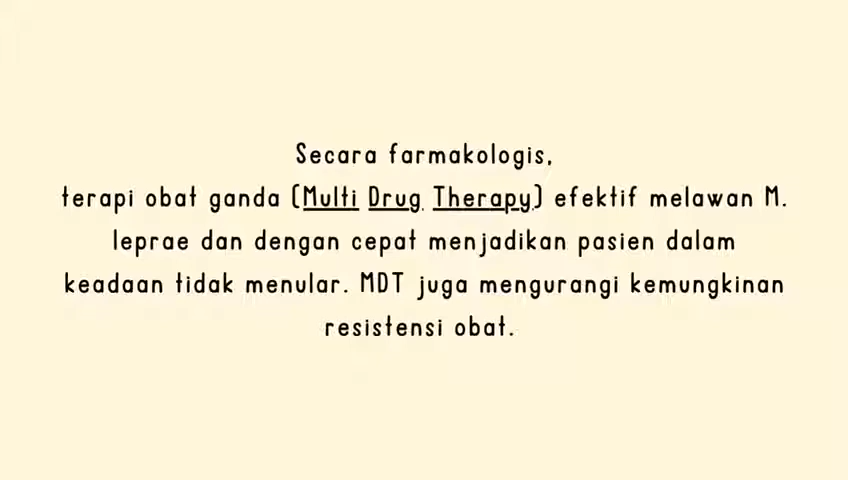 Secara farmakologis,
terapi obat ganda (Multi Drug Therapy) efektif melawan M.
leprae dan dengan cepat menjadikan pasien dalam
keadaan tidak menular. MDT juga mengurangi kemungkinan
resistensi obat.